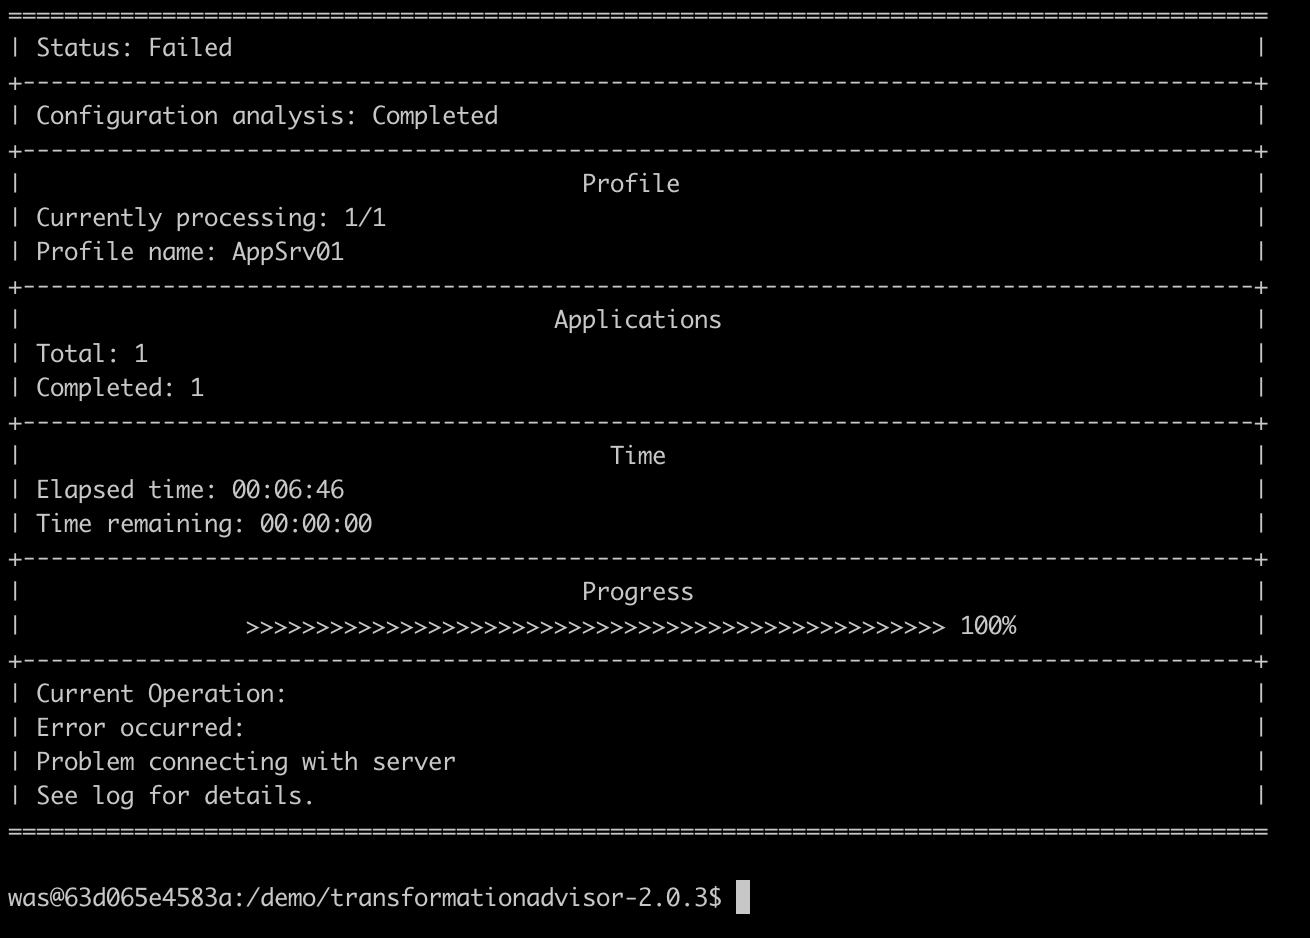 Status: Failed
Configuration analysis: Completed
Profile
Currently processing: 1/1
Profile name: AppSrv01
Applications
Total: 1
Completed: 1
Time
Elapsed time: 00:06:46
Time remaining: 00:00:00
Progress
>>>>>>>>>>>>>>>>>>>>>>>>>>>>>>>>>>>>>>>>>>>>>>>>>> 100%
Current Operation:
Error occurred:
Problem connecting with server
See log for details.
was@63d065e4583a:/demo/transformationadvisor-2.0.3$